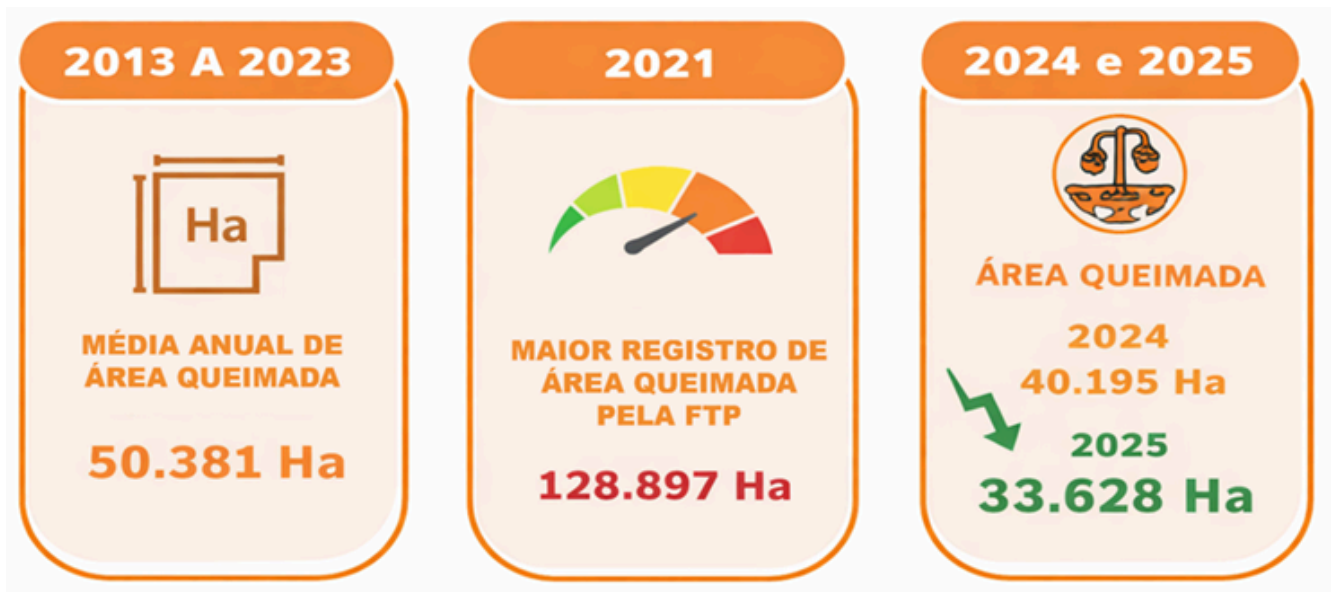 2013 A 2023
Ha
MÉDIA ANUAL DE
ÁREA QUEIMADA
50.381 Ha
2021
MAIOR REGISTRO DE
ÁREA QUEIMADA
PELA FTP
128.897 Ha
2024 e 2025
ÁREA QUEIMADA
2024
40.195 Ha
2025
33.628 Ha